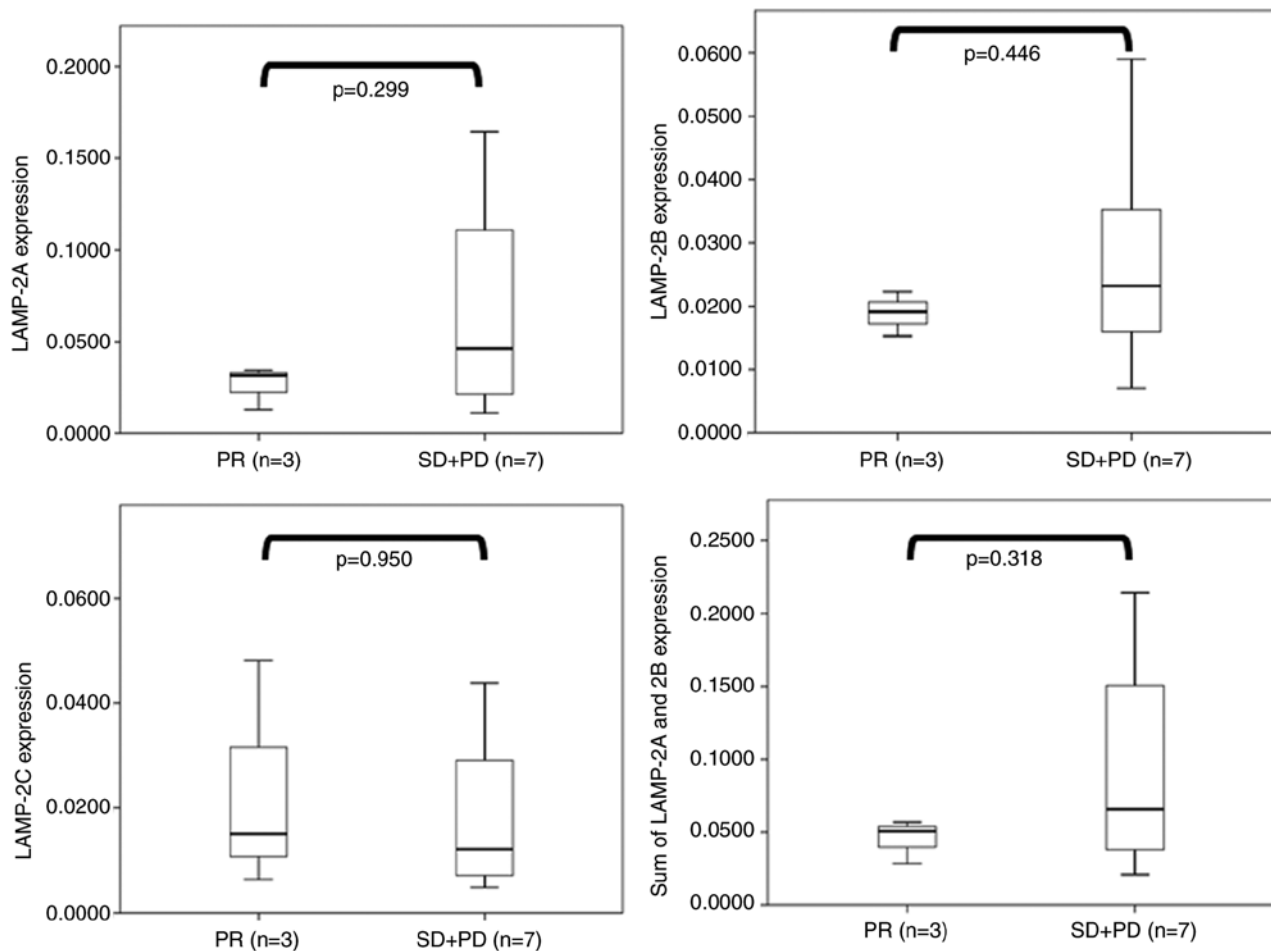 LAMP-2A expression
0.2000
0.1500
0.1000
0.0500
0.0000
p=0.299
PR (n=3)
SD+PD (n=7)
LAMP-2B expression
0.0600
0.0500
0.0400
0.0300
0.0200
0.0100
0.0000
p=0.446
PR (n=3)
SD+PD (n=7)
LAMP-2C expression
0.0600
0.0400
0.0200
0.0000
p=0.950
PR (n=3)
SD+PD (n=7)
Sum of LAMP-2A and 2B expression
0.2500
0.2000
0.1500
0.1000
0.0500
0.0000
p=0.318
PR (n=3)
SD+PD (n=7)